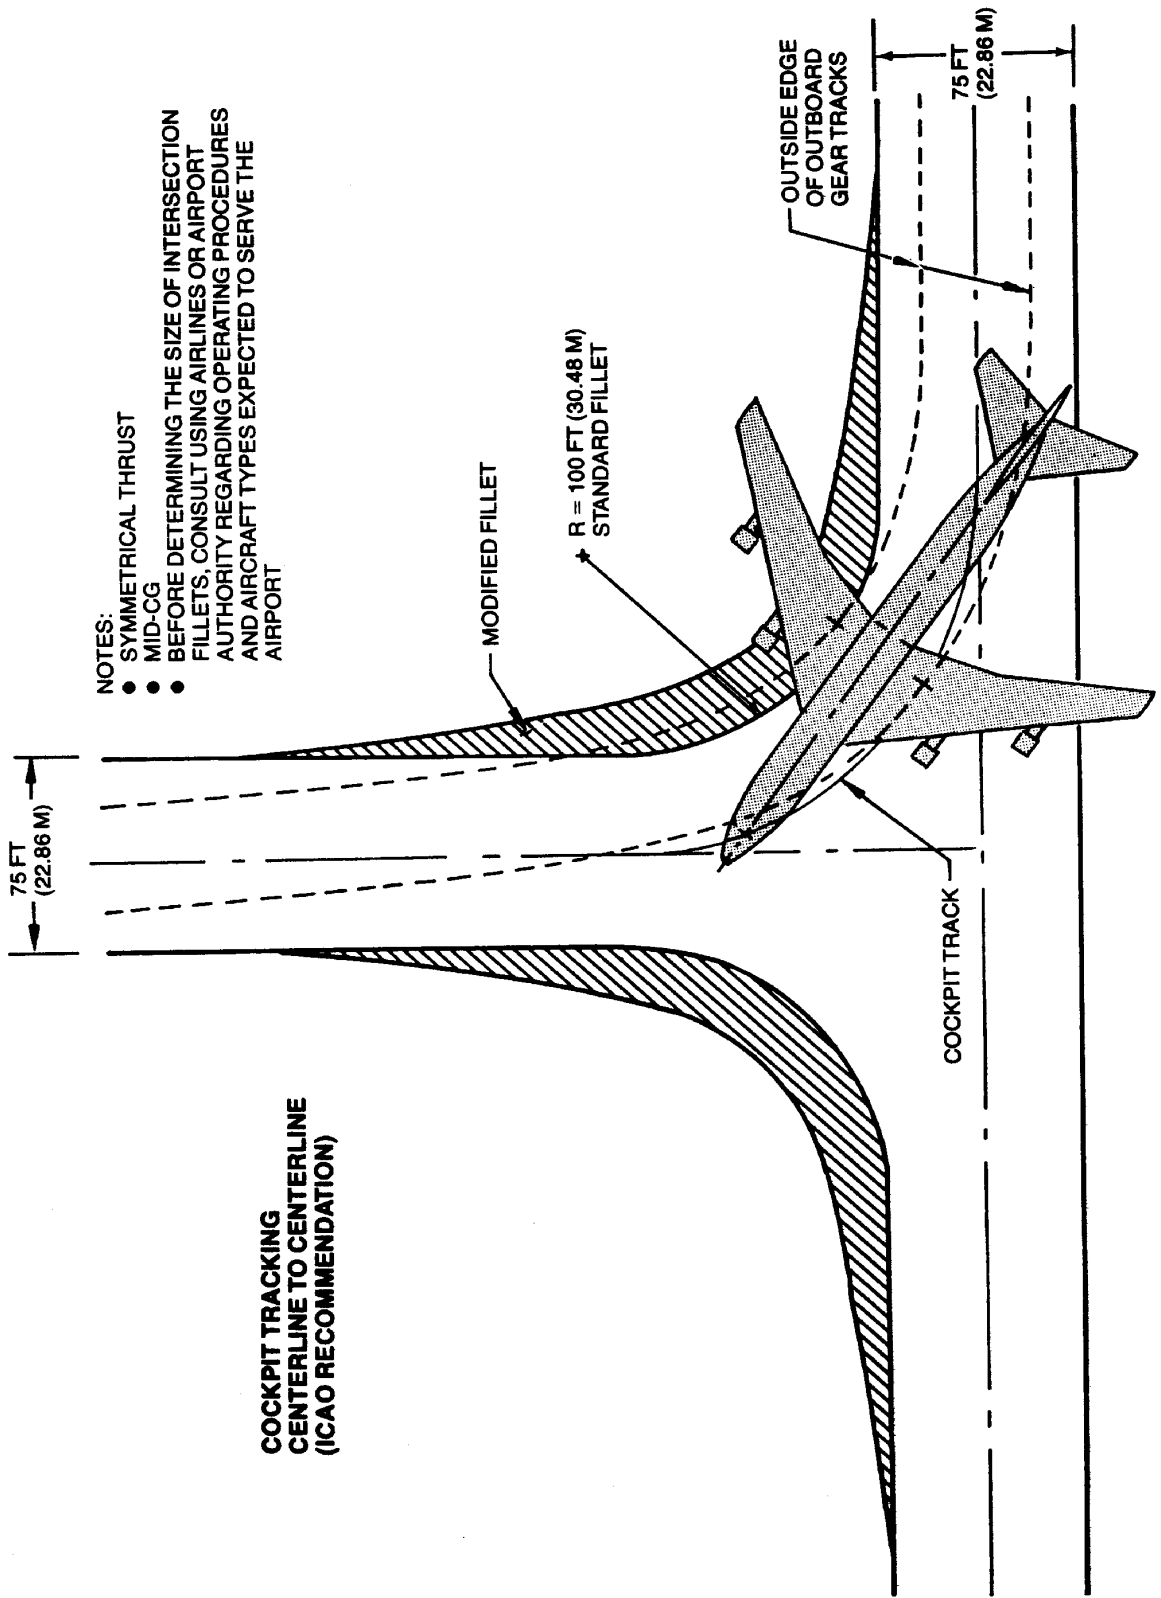 NOTES:
● SYMMETRICAL THRUST
● MID-CG
● BEFORE DETERMINING THE SIZE OF INTERSECTION
FILLETS, CONSULT USING AIRLINES OR AIRPORT
AUTHORITY REGARDING OPERATING PROCEDURES
AND AIRCRAFT TYPES EXPECTED TO SERVE THE
AIRPORT
75 FT
(22.86 M)
COCKPIT TRACKING
CENTERLINE TO CENTERLINE
(ICAO RECOMMENDATION)
MODIFIED FILLET
R = 100 FT (30.48 M)
STANDARD FILLET
OUTSIDE EDGE
OF OUTBOARD
GEAR TRACKS
75 FT
(22.86 M)
COCKPIT TRACK